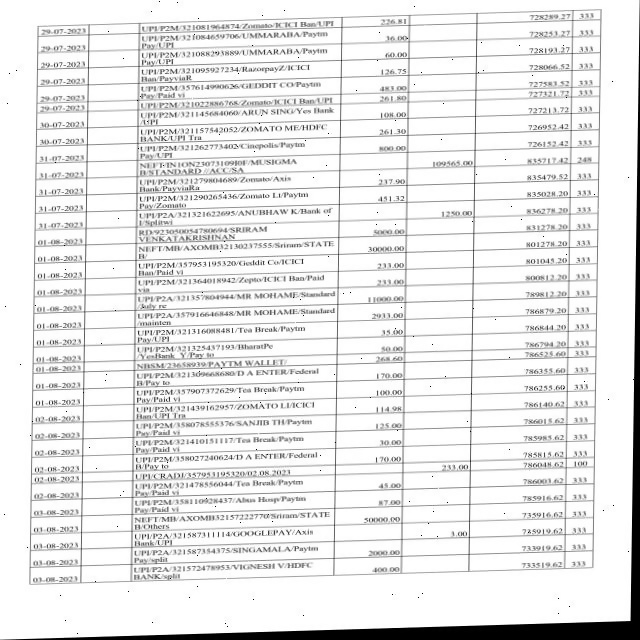 29-07-2023 UPI/P2M/321081964874/Zomato/ICICI Ban/UPI 226.81 728289.27 333
29-07-2023 UPI/P2M/321084659706/UMMARABA/Paytm
Pay/UPI 36.00 728253.27 333
29-07-2023 UPI/P2M/321088293889/UMMARABA/Paytm
Pay/UPI 60.00 728193.27 333
29-07-2023 UPI/P2M/321095927234/RazorpayZ/ICICI
Ban/PayviaR 126.75 728066.52 333
29-07-2023 UPI/P2M/357614990626/GEDDIT CO/Paytm
Pay/Paid vi 483.00 727583.52 333
29-07-2023 UPI/P2M/321022886768/Zomato/ICICI Ban/UPI 261.80 727321.72 333
30-07-2023 UPI/P2M/321145684060/ARUN SING/Yes Bank
/UPI 108.00 727213.72 333
30-07-2023 UPI/P2M/321157542052/ZOMATO ME/HDFC
BANK/UPI Tra 261.30 726952.42 333
31-07-2023 UPI/P2M/321262773402/Cinepolis/Paytm
Pay/UPI 800.00 726152.42 333
31-07-2023 NEFT/IN1ON23073109I0F/MUSIGMA
B/STANDARD //ACC/SA 109565.00 835717.42 248
31-07-2023 UPI/P2M/321279804689/Zomato/Axis
Bank/PayviaRa 237.90 835479.52 333
31-07-2023 UPI/P2M/321290265436/Zomato Lt/Paytm
Pay/Zomato 451.32 835028.20 333
31-07-2023 UPI/P2A/321321622695/ANUBHAW K/Bank of
I/Splitwi 1250.00 836278.20 333
01-08-2023 RD/923050054780694/SRIRAM
VENKATAKRISHNAN 5000.00 831278.20 333
01-08-2023 NEFT/MB/AXOMB32130237555/Sriram/STATE
B/ 30000.00 801278.20 333
01-08-2023 UPI/P2M/357953195320/Geddit Co/ICICI
Ban/Paid vi 233.00 801045.20 333
01-08-2023 UPI/P2M/321364018942/Zepto/ICICI Ban/Paid
via 233.00 800812.20 333
01-08-2023 UPI/P2A/321357804944/MR MOHAME/Standard
/July re 11000.00 789812.20 333
01-08-2023 UPI/P2A/357916646848/MR MOHAME/Standard
/mainten 2933.00 786879.20 333
01-08-2023 UPI/P2M/321316088481/Tea Break/Paytm
Pay/UPI 35.00 786844.20 333
01-08-2023 UPI/P2M/321325437193/BharatPe
/YesBank_Y/Pay to 50.00 786794.20 333
01-08-2023 NBSM/23658939/PAYTM WALLET/ 268.60 786525.60 333
01-08-2023 UPI/P2M/321309668680/D A ENTER/Federal
B/Pay to 170.00 786355.60 333
01-08-2023 UPI/P2M/357907372629/Tea Break/Paytm
Pay/Paid vi 100.00 786255.60 333
02-08-2023 UPI/P2M/321439162957/ZOMATO LI/ICICI
Ban/UPI Tra 114.98 786140.62 333
02-08-2023 UPI/P2M/358078555376/SANJIB TH/Paytm
Pay/Paid vi 125.00 786015.62 333
02-08-2023 UPI/P2M/321410151117/Tea Break/Paytm
Pay/Paid vi 30.00 785985.62 333
02-08-2023 UPI/P2M/358027240624/D A ENTER/Federal
B/Pay to 170.00 785815.62 333
02-08-2023 UPI/CRADJ/357953195320/02.08.2023 233.00 786048.62 100
02-08-2023 UPI/P2M/321478556044/Tea Break/Paytm
Pay/Paid vi 45.00 786003.62 333
03-08-2023 UPI/P2M/358110928437/Abus Hosp/Paytm
Pay/Paid vi 87.00 785916.62 333
03-08-2023 NEFT/MB/AXOMB32157222770/Sriram/STATE
B/Others 50000.00 735916.62 333
03-08-2023 UPI/P2A/321587311114/GOOGLEPAY/Axis
Bank/UPI 3.00 735919.62 333
03-08-2023 UPI/P2A/321587354375/SINGAMALA/Paytm
Pay/split 2000.00 733919.62 333
03-08-2023 UPI/P2A/321572478953/VIGNESH V/HDFC
BANK/split 400.00 733519.62 333